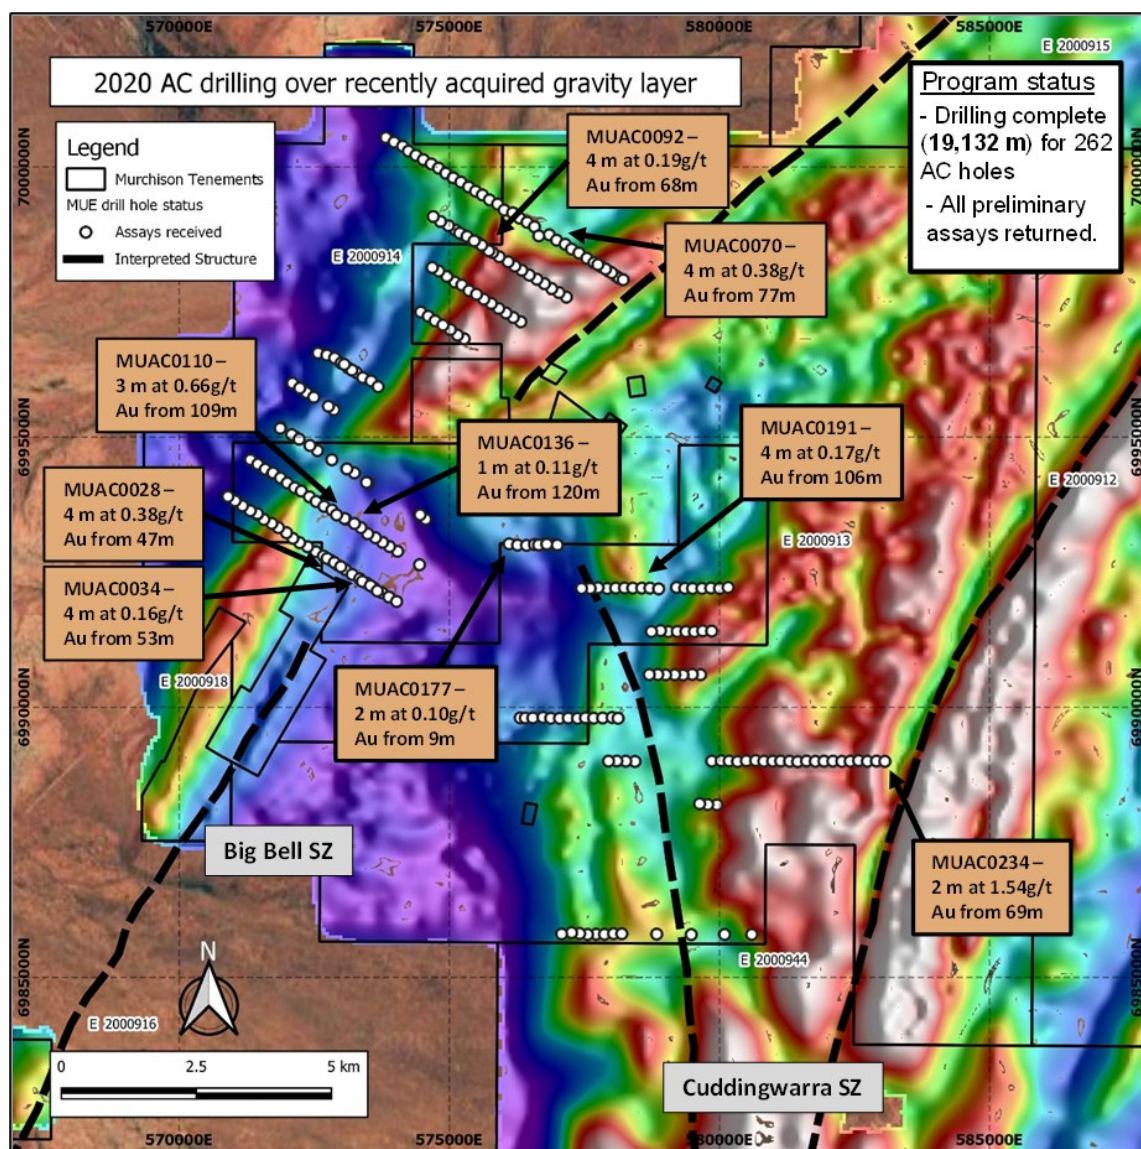 570000E
575000E
580000E
585000E
E 2000915
2020 AC drilling over recently acquired gravity layer
Program status
- Drilling complete
(19,132 m) for 262
AC holes
- All preliminary
assays returned.
Legend
Murchison Tenements
MUE drill hole status
Assays received
Interpreted Structure
MUAC0092 –
4 m at 0.19g/t
Au from 68m
7000000N
7000000N
E 2000914
MUAC0070 –
4 m at 0.38g/t
Au from 77m
MUAC0110 –
3 m at 0.66g/t
Au from 109m
MUAC0136 –
1 m at 0.11g/t
Au from 120m
MUAC0191 –
4 m at 0.17g/t
Au from 106m
6995000N
6995000N
E 2000912
MUAC0028 –
4 m at 0.38g/t
Au from 47m
E 2000913
MUAC0034 –
4 m at 0.16g/t
Au from 53m
E 2000918
MUAC0177 –
2 m at 0.10g/t
Au from 9m
6990000N
6990000N
Big Bell SZ
MUAC0234 –
2 m at 1.54g/t
Au from 69m
N
E 2000944
6985000N
6985000N
E 2000916
0
2.5
5 km
Cuddingwarra SZ
570000E
575000E
580000E
585000E